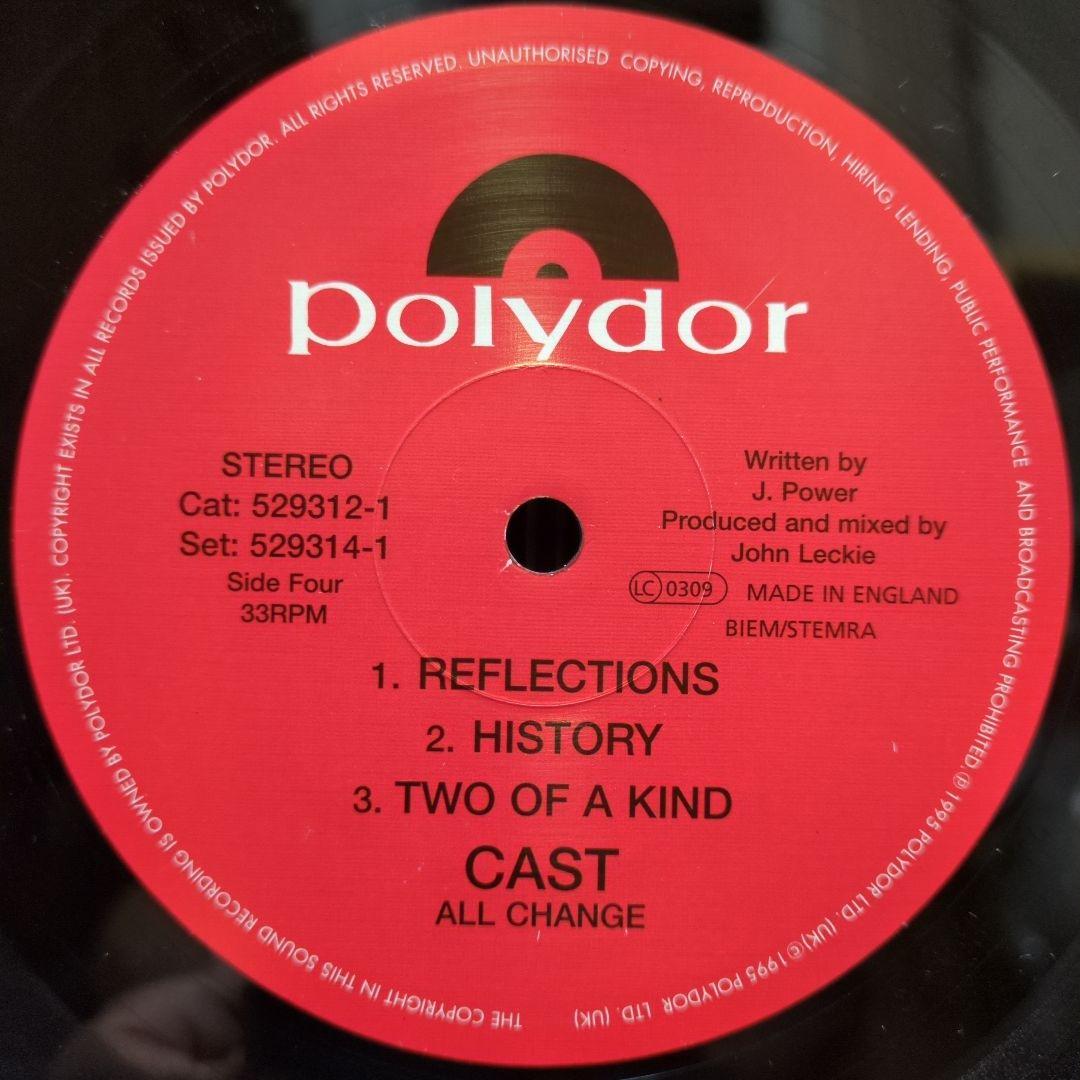 THE COPYRIGHT IN THIS SOUND RECORDING IS OWNED BY POLYDOR LTD. (UK). COPYRIGHT EXISTS IN ALL RECORDS ISSUED BY POLYDOR. ALL RIGHTS RESERVED. UNAUTHORISED COPYING, REPRODUCTION, HIRING, LENDING, PUBLIC PERFORMANCE AND BROADCASTING PROHIBITED. ℗ 1995 POLYDOR LTD. (UK) © 1995 POLYDOR LTD. (UK)
polydor
STEREO
Cat: 529312-1
Set: 529314-1
Side Four
33RPM
Written by
J. Power
Produced and mixed by
John Leckie
LC 0309 MADE IN ENGLAND
BIEM/STEMRA
1. REFLECTIONS
2. HISTORY
3. TWO OF A KIND
CAST
ALL CHANGE